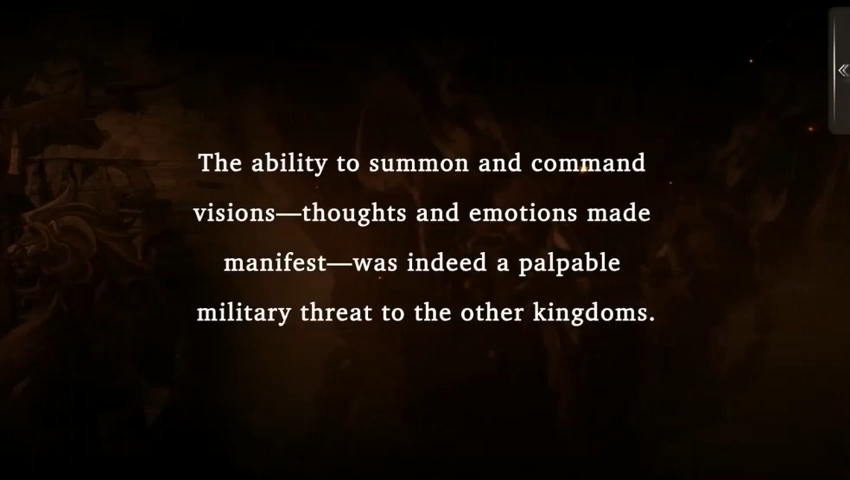 The ability to summon and command
visions—thoughts and emotions made
manifest—was indeed a palpable
military threat to the other kingdoms.